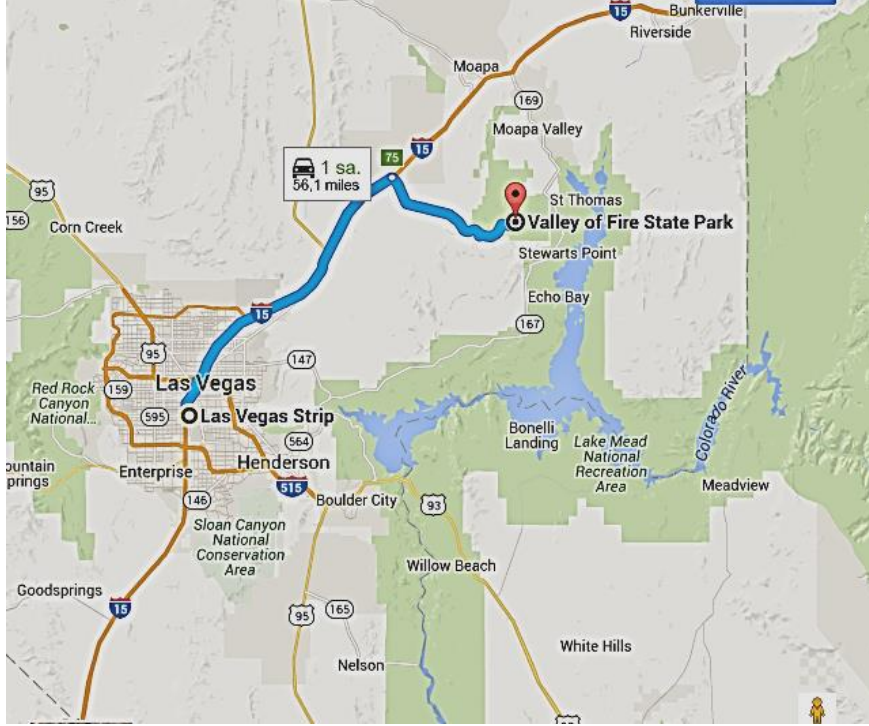 Bunkerville
15
Riverside
Moapa
169
Moapa Valley
15
75
1 sa.
56,1 miles
95
156
Corn Creek
St Thomas
Valley of Fire State Park
Stewarts Point
Echo Bay
15
167
95
147
Las Vegas
159
Red Rock
Canyon
National...
595
Las Vegas Strip
564
Bonelli
Landing
Lake Mead
National
Recreation
Area
Colorado River
Enterprise
Henderson
515
Meadview
146
Boulder City
93
Sloan Canyon
National
Conservation
Area
Willow Beach
Goodsprings
15
95
165
White Hills
Nelson